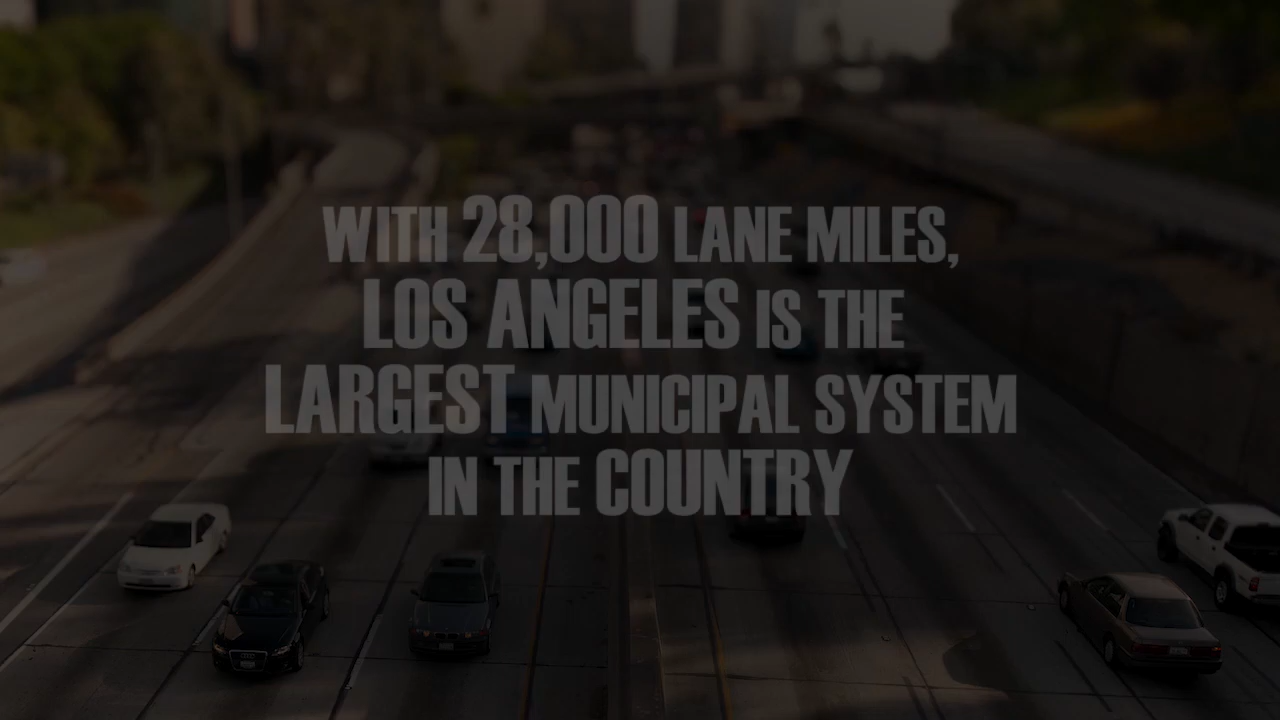 WITH 28,000 LANE MILES,
LOS ANGELES IS THE
LARGEST MUNICIPAL SYSTEM
IN THE COUNTRY